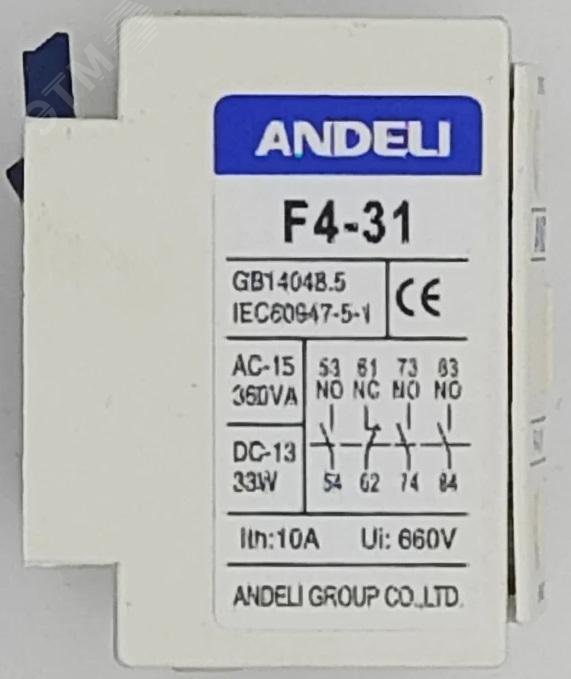 ANDELI
F4-31
GB14048.5
IEC60947-5-1
CE
AC-15
360VA
53 61 73 83
NO NC NO NO
DC-13
33W
54 62 74 84
Ith:10A Ui: 660V
ANDELI GROUP CO.,LTD.
ЭТМ